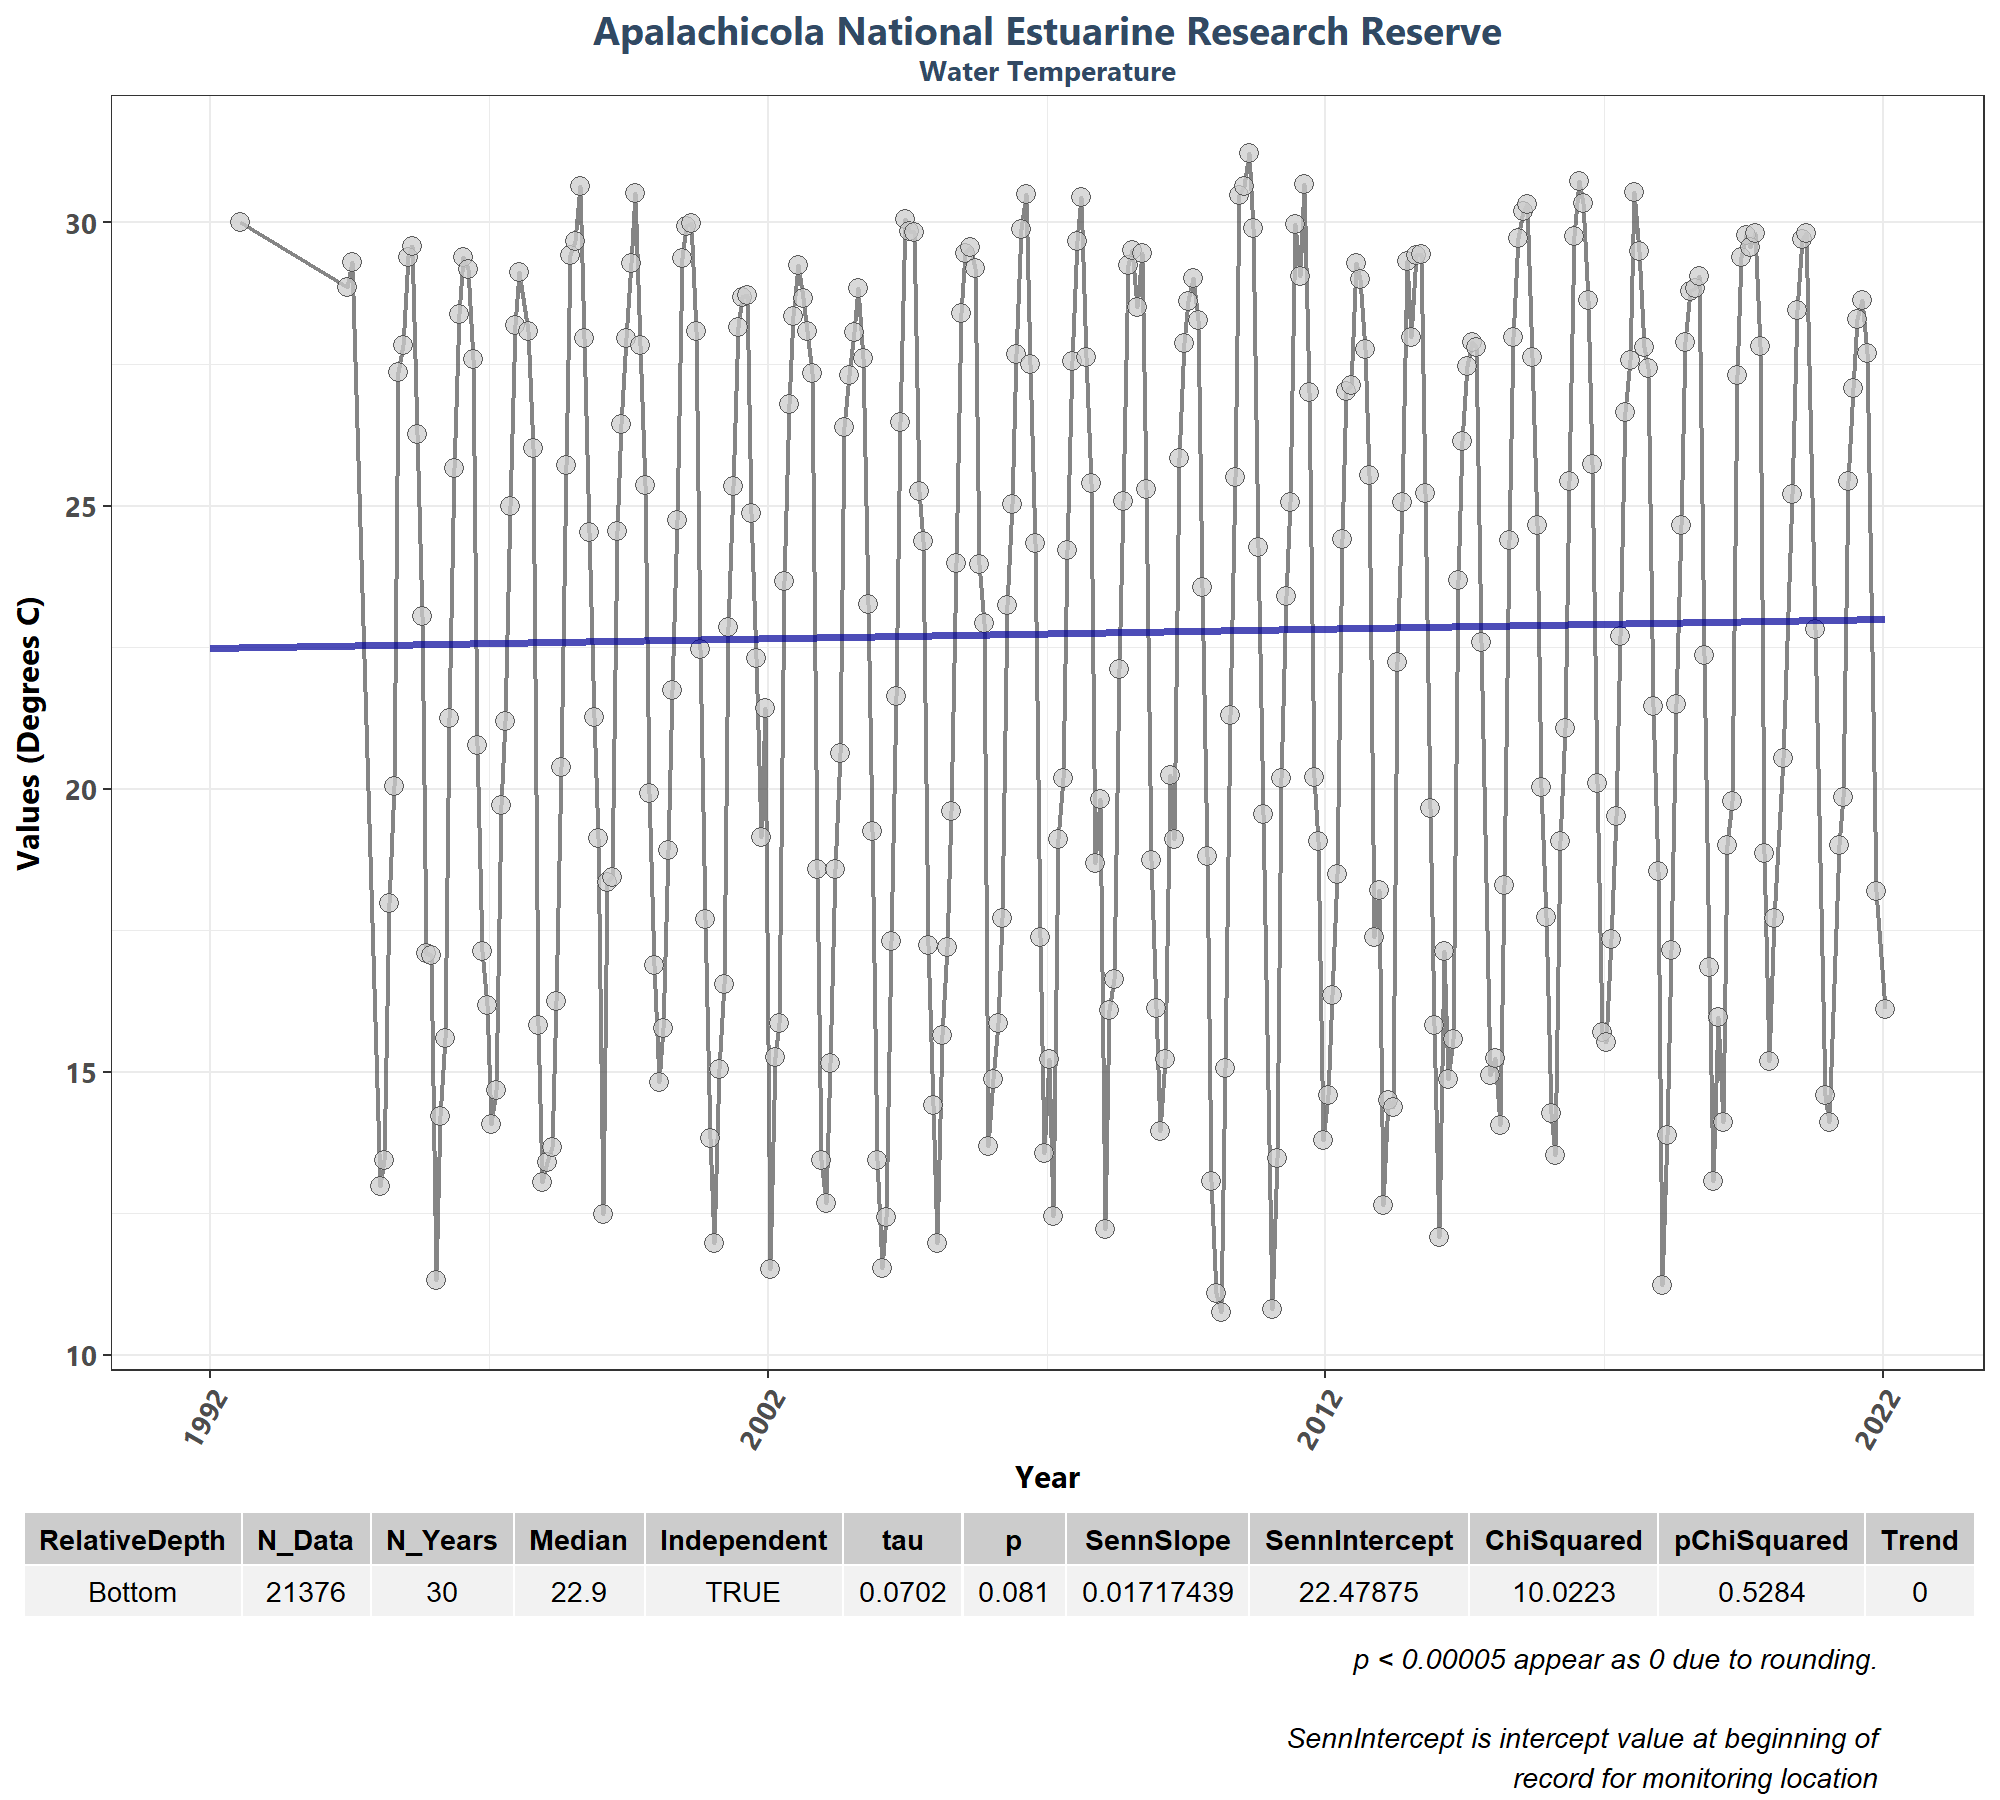 Apalachicola National Estuarine Research Reserve
Water Temperature
Values (Degrees C)
30
25
20
15
10
1992 2002 2012 2022
Year
RelativeDepth N_Data N_Years Median Independent tau p SennSlope SennIntercept ChiSquared pChiSquared Trend
Bottom 21376 30 22.9 TRUE 0.0702 0.081 0.01717439 22.47875 10.0223 0.5284 0
p < 0.00005 appear as 0 due to rounding.
SennIntercept is intercept value at beginning of
record for monitoring location